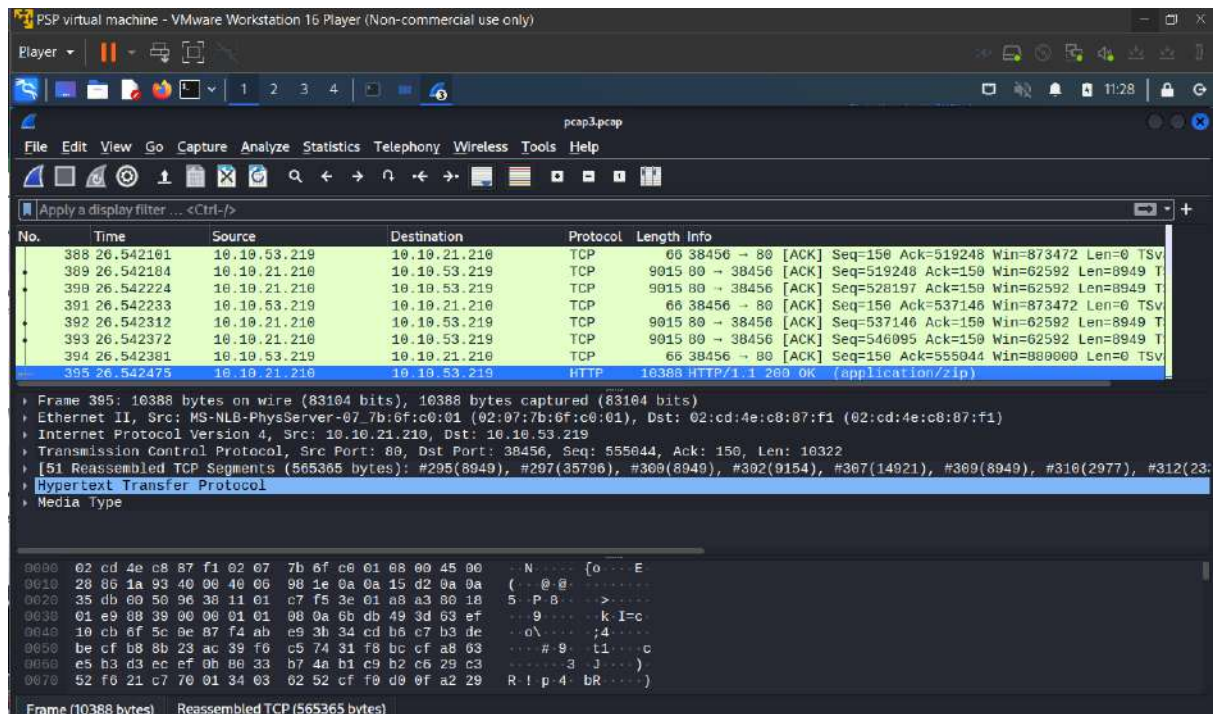 PSP virtual machine - VMware Workstation 16 Player (Non-commercial use only)
Player
1 2 3 4 11:28
pcap3.pcap
File Edit View Go Capture Analyze Statistics Telephony Wireless Tools Help
Apply a display filter ... <Ctrl-/>
No. Time Source Destination Protocol Length Info
388 26.542101 10.10.53.219 10.10.21.210 TCP 66 38456 → 80 [ACK] Seq=150 Ack=519248 Win=873472 Len=0 TSv
389 26.542184 10.10.21.210 10.10.53.219 TCP 9015 80 → 38456 [ACK] Seq=519248 Ack=150 Win=62592 Len=8949 T
390 26.542224 10.10.21.210 10.10.53.219 TCP 9015 80 → 38456 [ACK] Seq=528197 Ack=150 Win=62592 Len=8949 T
391 26.542233 10.10.53.219 10.10.21.210 TCP 66 38456 → 80 [ACK] Seq=150 Ack=537146 Win=873472 Len=0 TSv
392 26.542312 10.10.21.210 10.10.53.219 TCP 9015 80 → 38456 [ACK] Seq=537146 Ack=150 Win=62592 Len=8949 T
393 26.542372 10.10.21.210 10.10.53.219 TCP 9015 80 → 38456 [ACK] Seq=546095 Ack=150 Win=62592 Len=8949 T
394 26.542381 10.10.53.219 10.10.21.210 TCP 66 38456 → 80 [ACK] Seq=150 Ack=555044 Win=880000 Len=0 TSv
395 26.542475 10.10.21.210 10.10.53.219 HTTP 10388 HTTP/1.1 200 OK (application/zip)
Frame 395: 10388 bytes on wire (83104 bits), 10388 bytes captured (83104 bits)
Ethernet II, Src: MS-NLB-PhysServer-07_7b:6f:c0:01 (02:07:7b:6f:c0:01), Dst: 02:cd:4e:c8:87:f1 (02:cd:4e:c8:87:f1)
Internet Protocol Version 4, Src: 10.10.21.210, Dst: 10.10.53.219
Transmission Control Protocol, Src Port: 80, Dst Port: 38456, Seq: 555044, Ack: 150, Len: 10322
[51 Reassembled TCP Segments (565365 bytes): #295(8949), #297(35796), #300(8949), #302(9154), #307(14921), #309(8949), #310(2977), #312(23
Hypertext Transfer Protocol
Media Type
0000 02 cd 4e c8 87 f1 02 07 7b 6f c0 01 08 00 45 00 ··N····· {o····E·
0010 28 86 1a 93 40 00 40 06 98 1e 0a 0a 15 d2 0a 0a (···@·@· ········
0020 35 db 00 50 96 38 11 01 c7 f5 3e 01 a8 a3 80 18 5··P·8·· ··>·····
0030 01 e9 88 39 00 00 01 01 08 0a 6b db 49 3d 63 ef ···9···· ··k·I=c·
0040 10 cb 6f 5c 0e 87 f4 ab e9 3b 34 cd b6 c7 b3 de ··o\···· ·;4·····
0050 be cf b8 8b 23 ac 39 f6 c5 74 31 f8 bc cf a8 63 ····#·9· ·t1····c
0060 e5 b3 d3 ec ef 0b 80 33 b7 4a b1 c9 b2 c6 29 c3 ·······3 ·J····)·
0070 52 f6 21 c7 70 01 34 03 62 52 cf f0 d0 0f a2 29 R·!·p·4· bR·····)
Frame (10388 bytes) Reassembled TCP (565365 bytes)